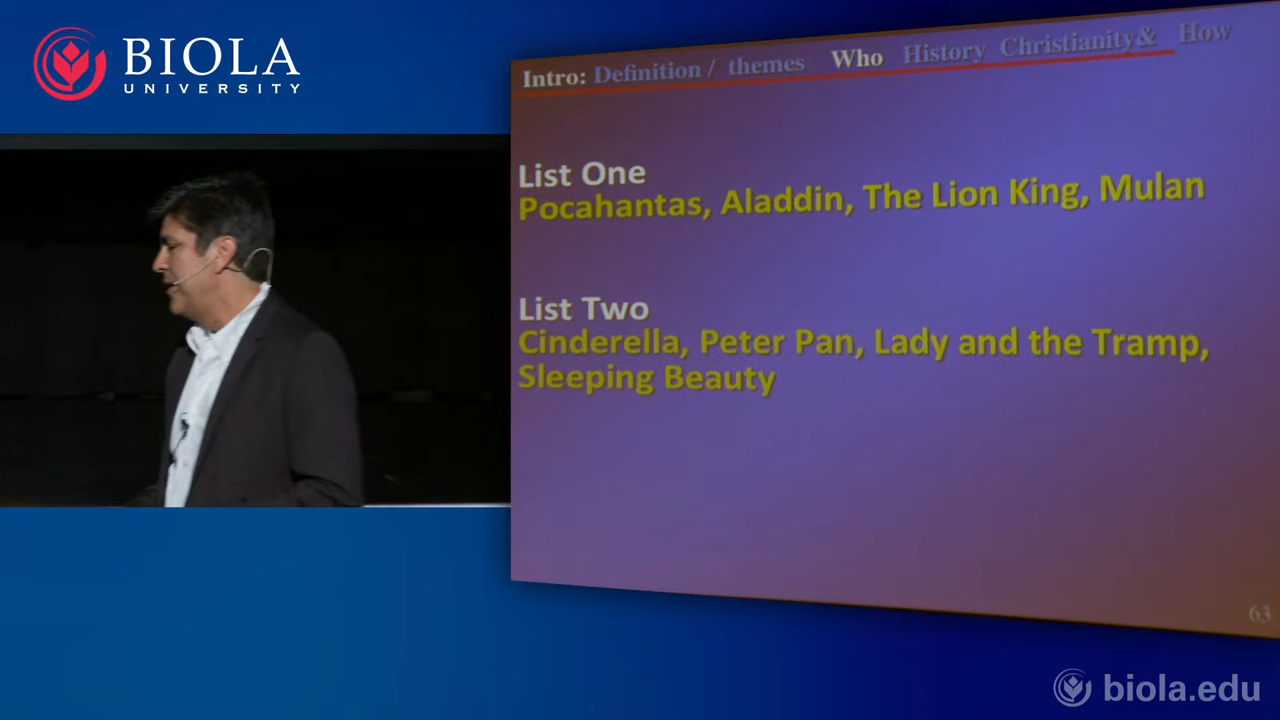 BIOLA
UNIVERSITY
Intro: Definition / themes Who History Christianity& How
List One
Pocahantas, Aladdin, The Lion King, Mulan
List Two
Cinderella, Peter Pan, Lady and the Tramp,
Sleeping Beauty
63
biola.edu